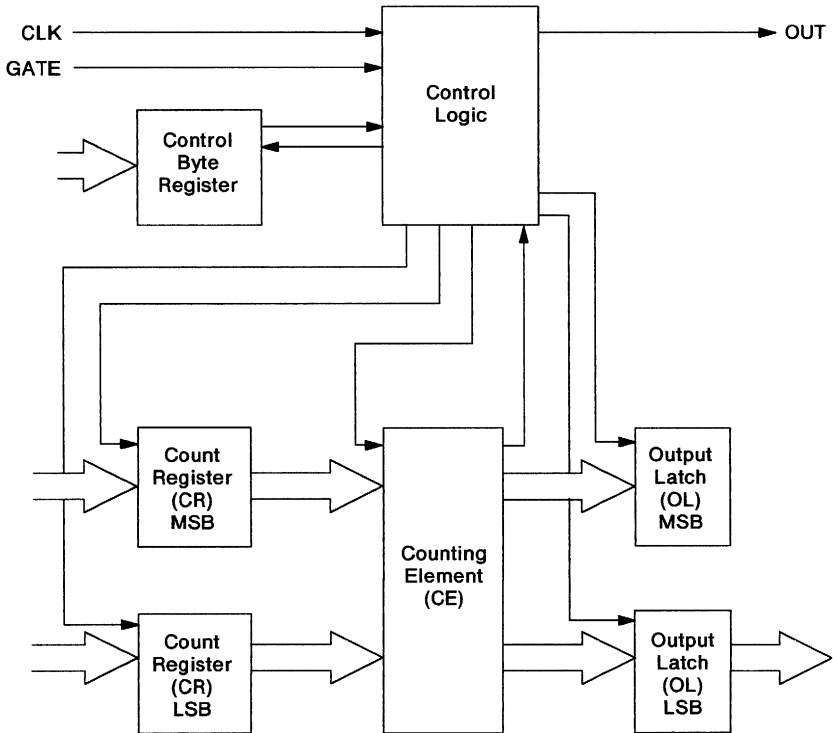 CLK
OUT
GATE
Control
Logic
Control
Byte
Register
Count
Register
(CR)
MSB
Output
Latch
(OL)
MSB
Counting
Element
(CE)
Count
Register
(CR)
LSB
Output
Latch
(OL)
LSB